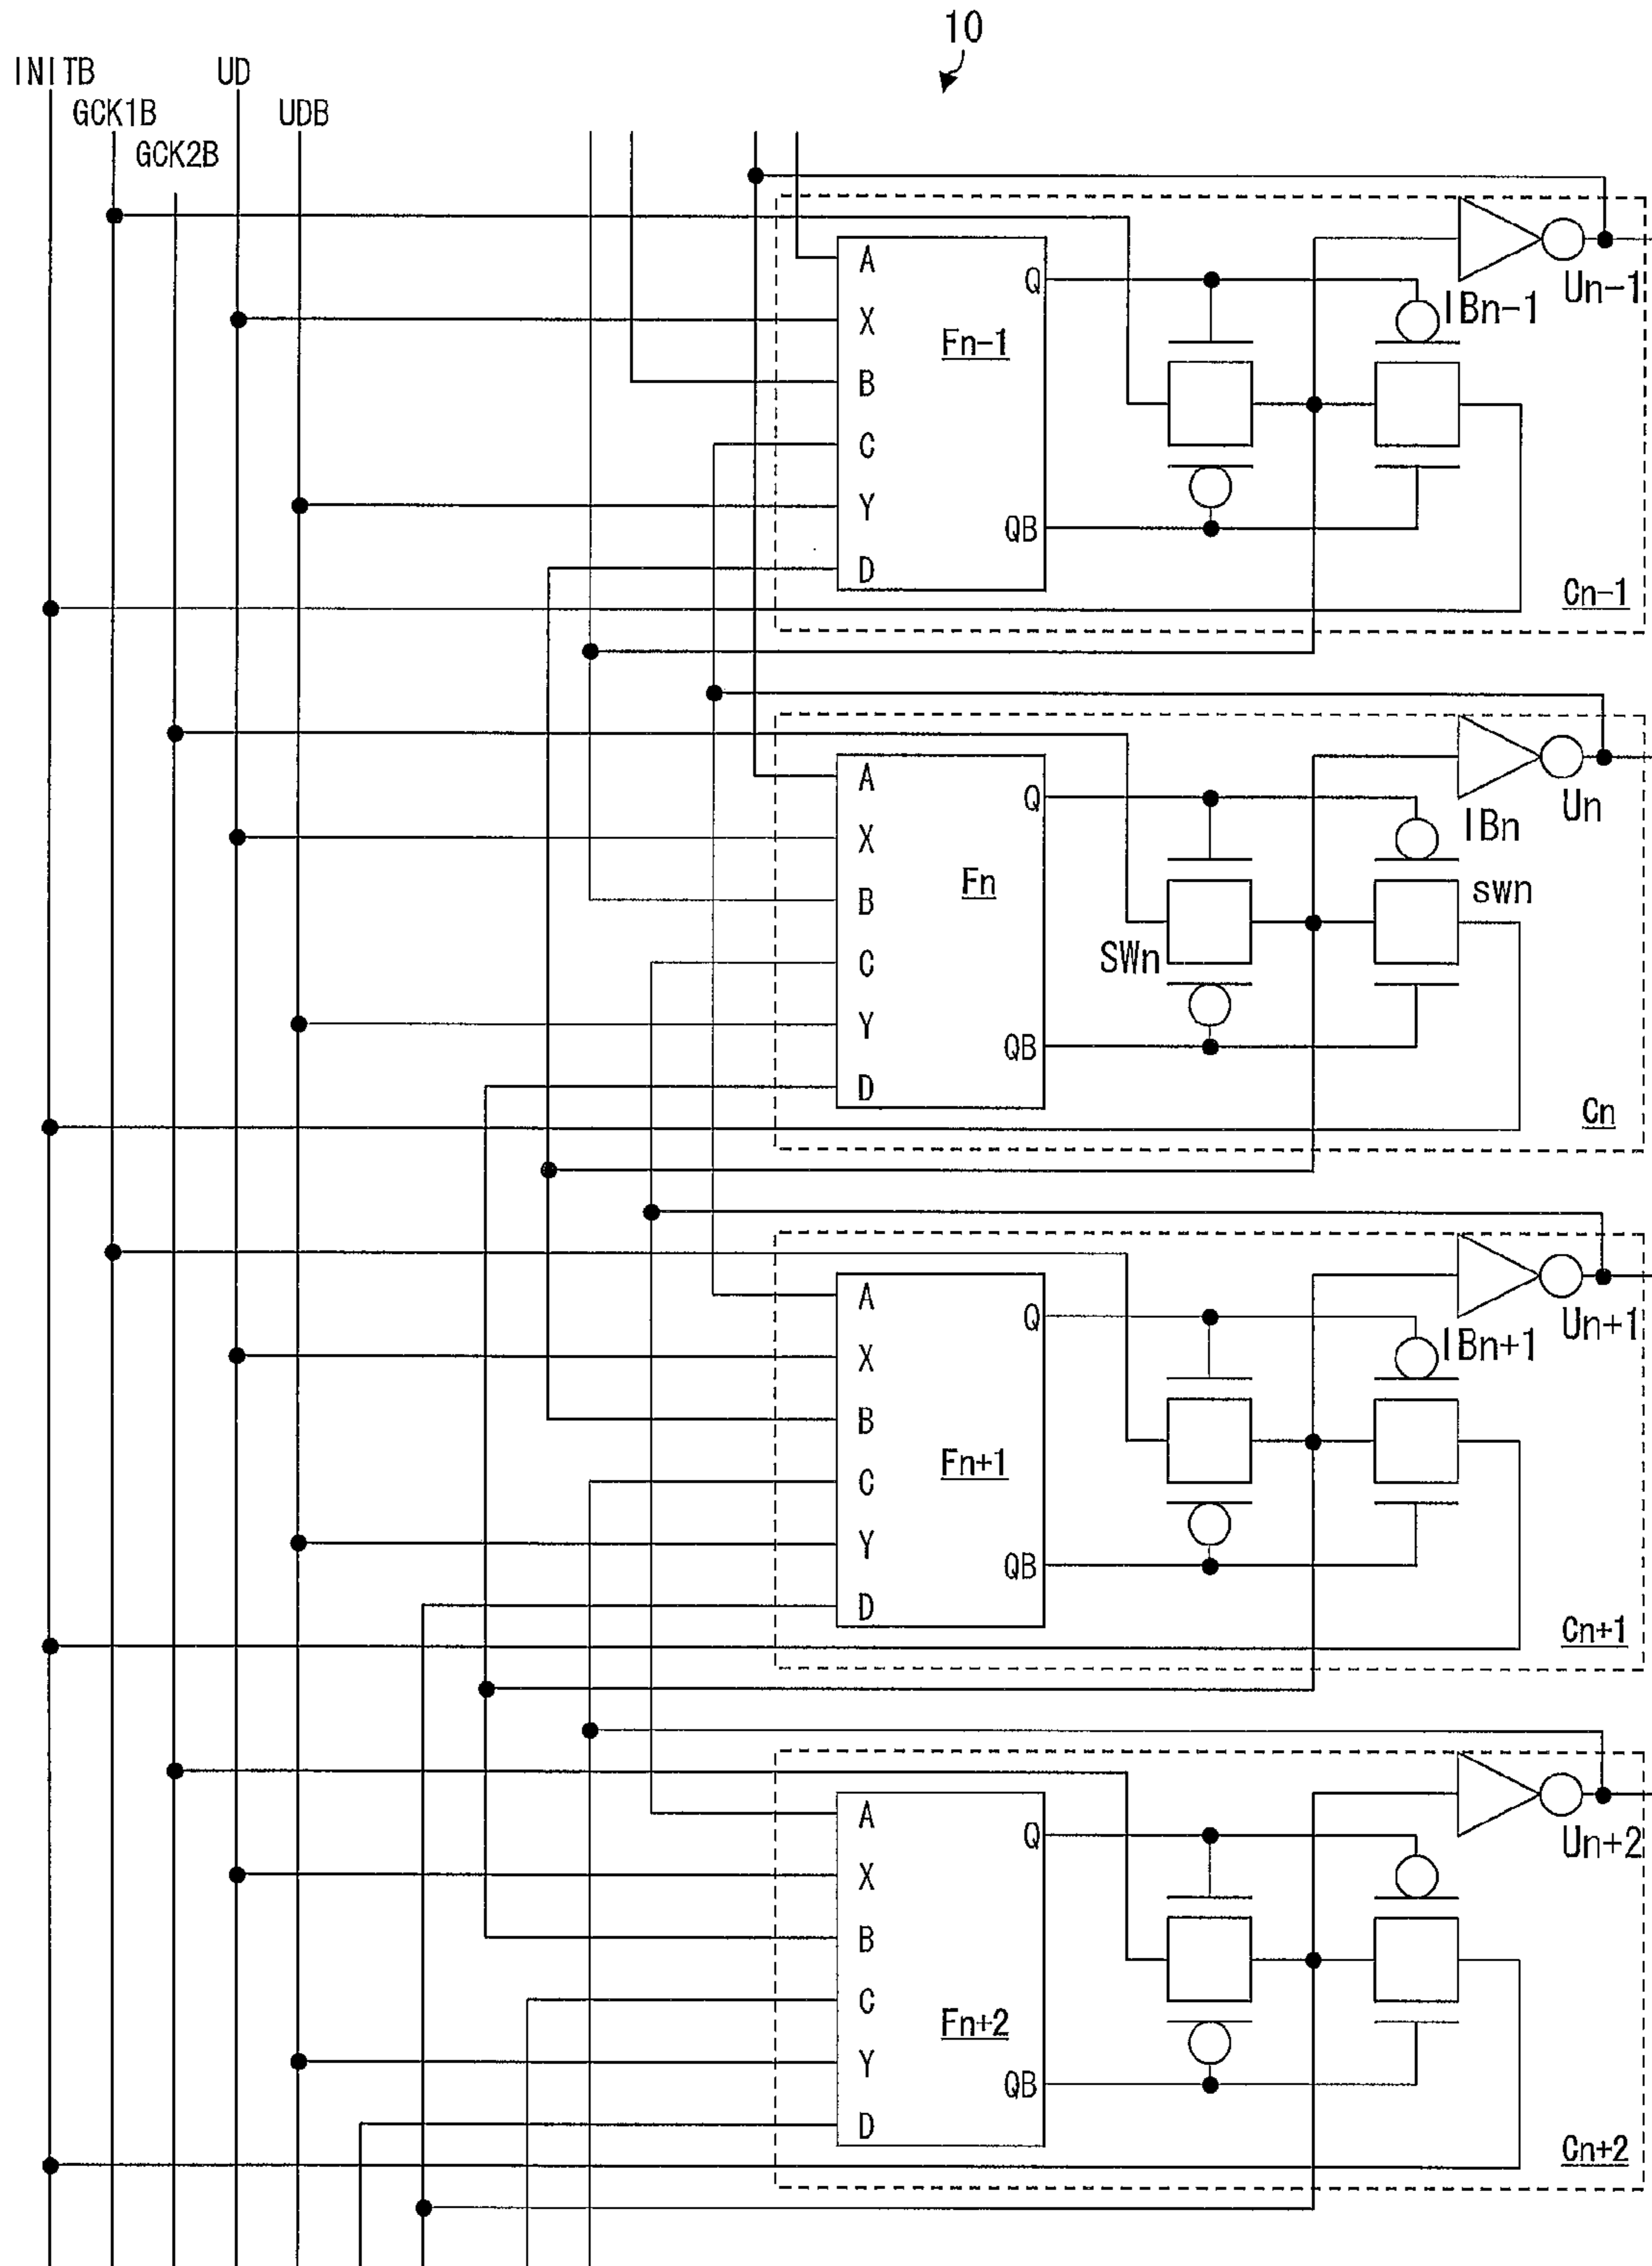 10
INITB
UD
GCK1B
UDB
GCK2B
A
Q
Un-1
IBn-1
X
Fn-1
B
C
Y
QB
D
Cn-1
A
Q
Un
IBn
X
Fn
swn
B
SWn
C
Y
QB
D
Cn
A
Q
Un+1
IBn+1
X
B
Fn+1
C
Y
QB
D
Cn+1
A
Q
Un+2
X
B
C
Fn+2
Y
QB
D
Cn+2